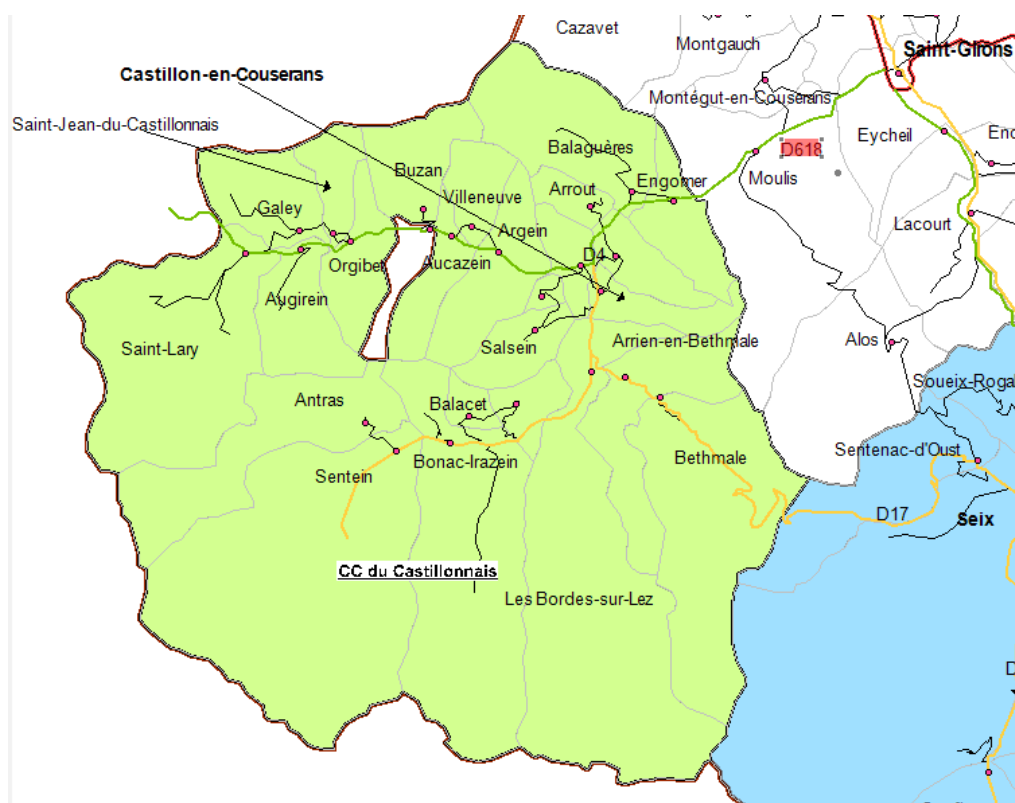 Cazavet
Montgauch
Saint-Girons
Castillon-en-Couserans
Montégut-en-Couserans
Saint-Jean-du-Castillonnais
Eycheil
Balaguères
D618
Buzan
Engomer
Moulis
Arrout
Villeneuve
Galey
Lacourt
Argein
D4
Orgibet
Aucazein
Augirein
Saint-Lary
Salsein
Arrien-en-Bethmale
Alos
Soueix-Rogal
Antras
Balacet
Sentenac-d'Oust
Bethmale
Bonac-Irazein
Sentein
D17
Seix
CC du Castillonnais
Les Bordes-sur-Lez
D